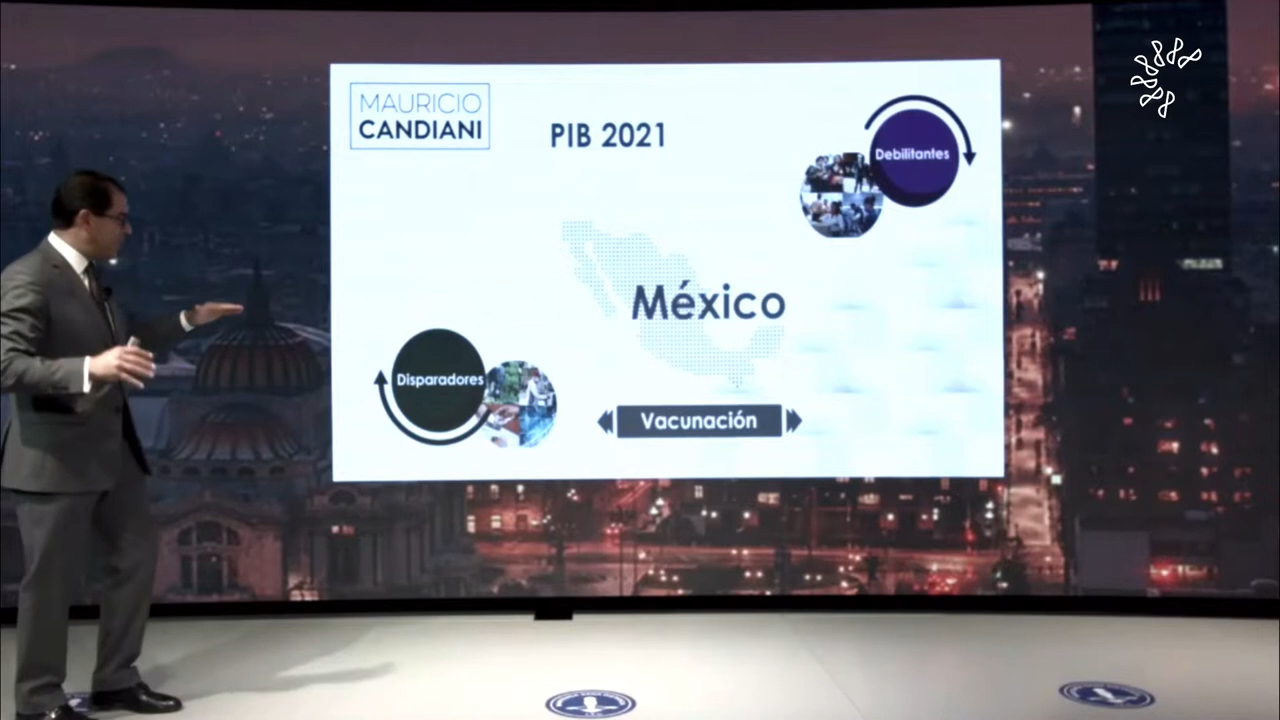 MAURICIO
CANDIANI
PIB 2021
Debilitantes
México
Disparadores
Vacunación